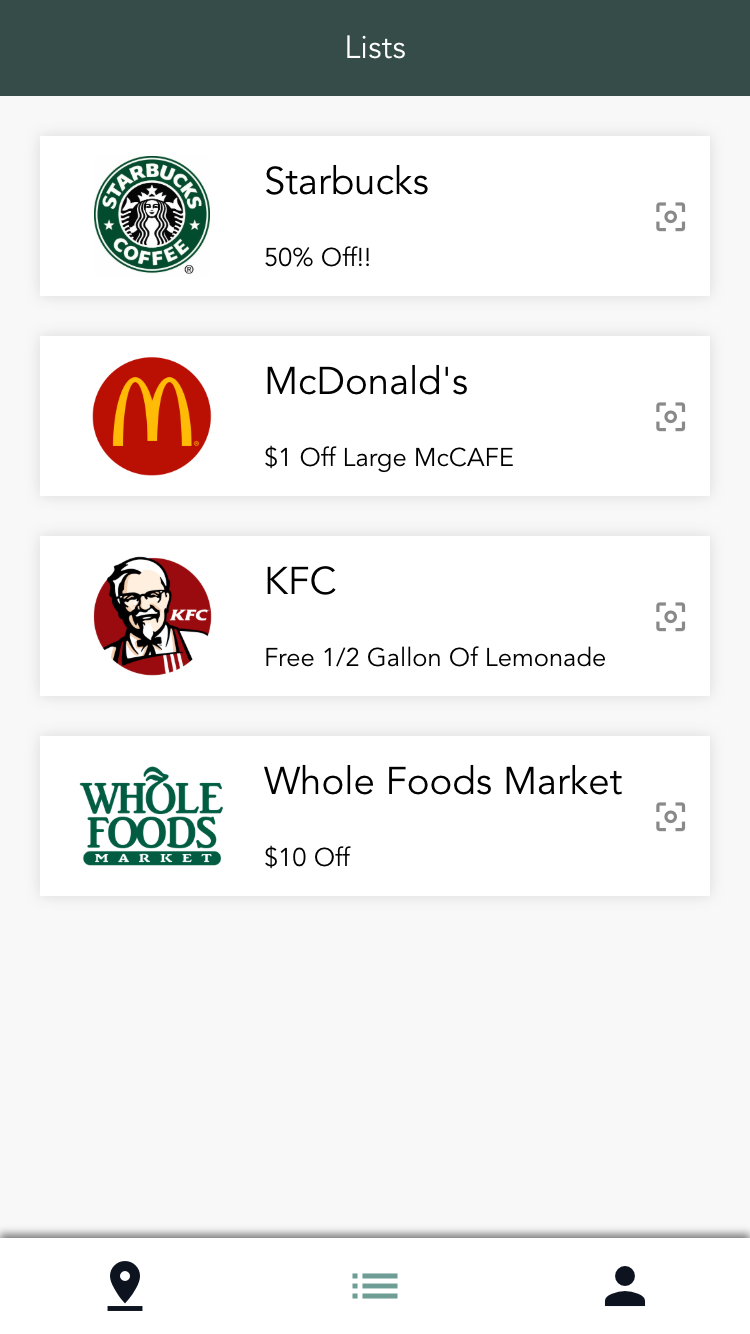 Lists
STARBUCKS
COFFEE
®
Starbucks
50% Off!!
McDonald's
$1 Off Large McCAFE
KFC
KFC
Free 1/2 Gallon Of Lemonade
WHOLE
FOODS
MARKET
Whole Foods Market
$10 Off